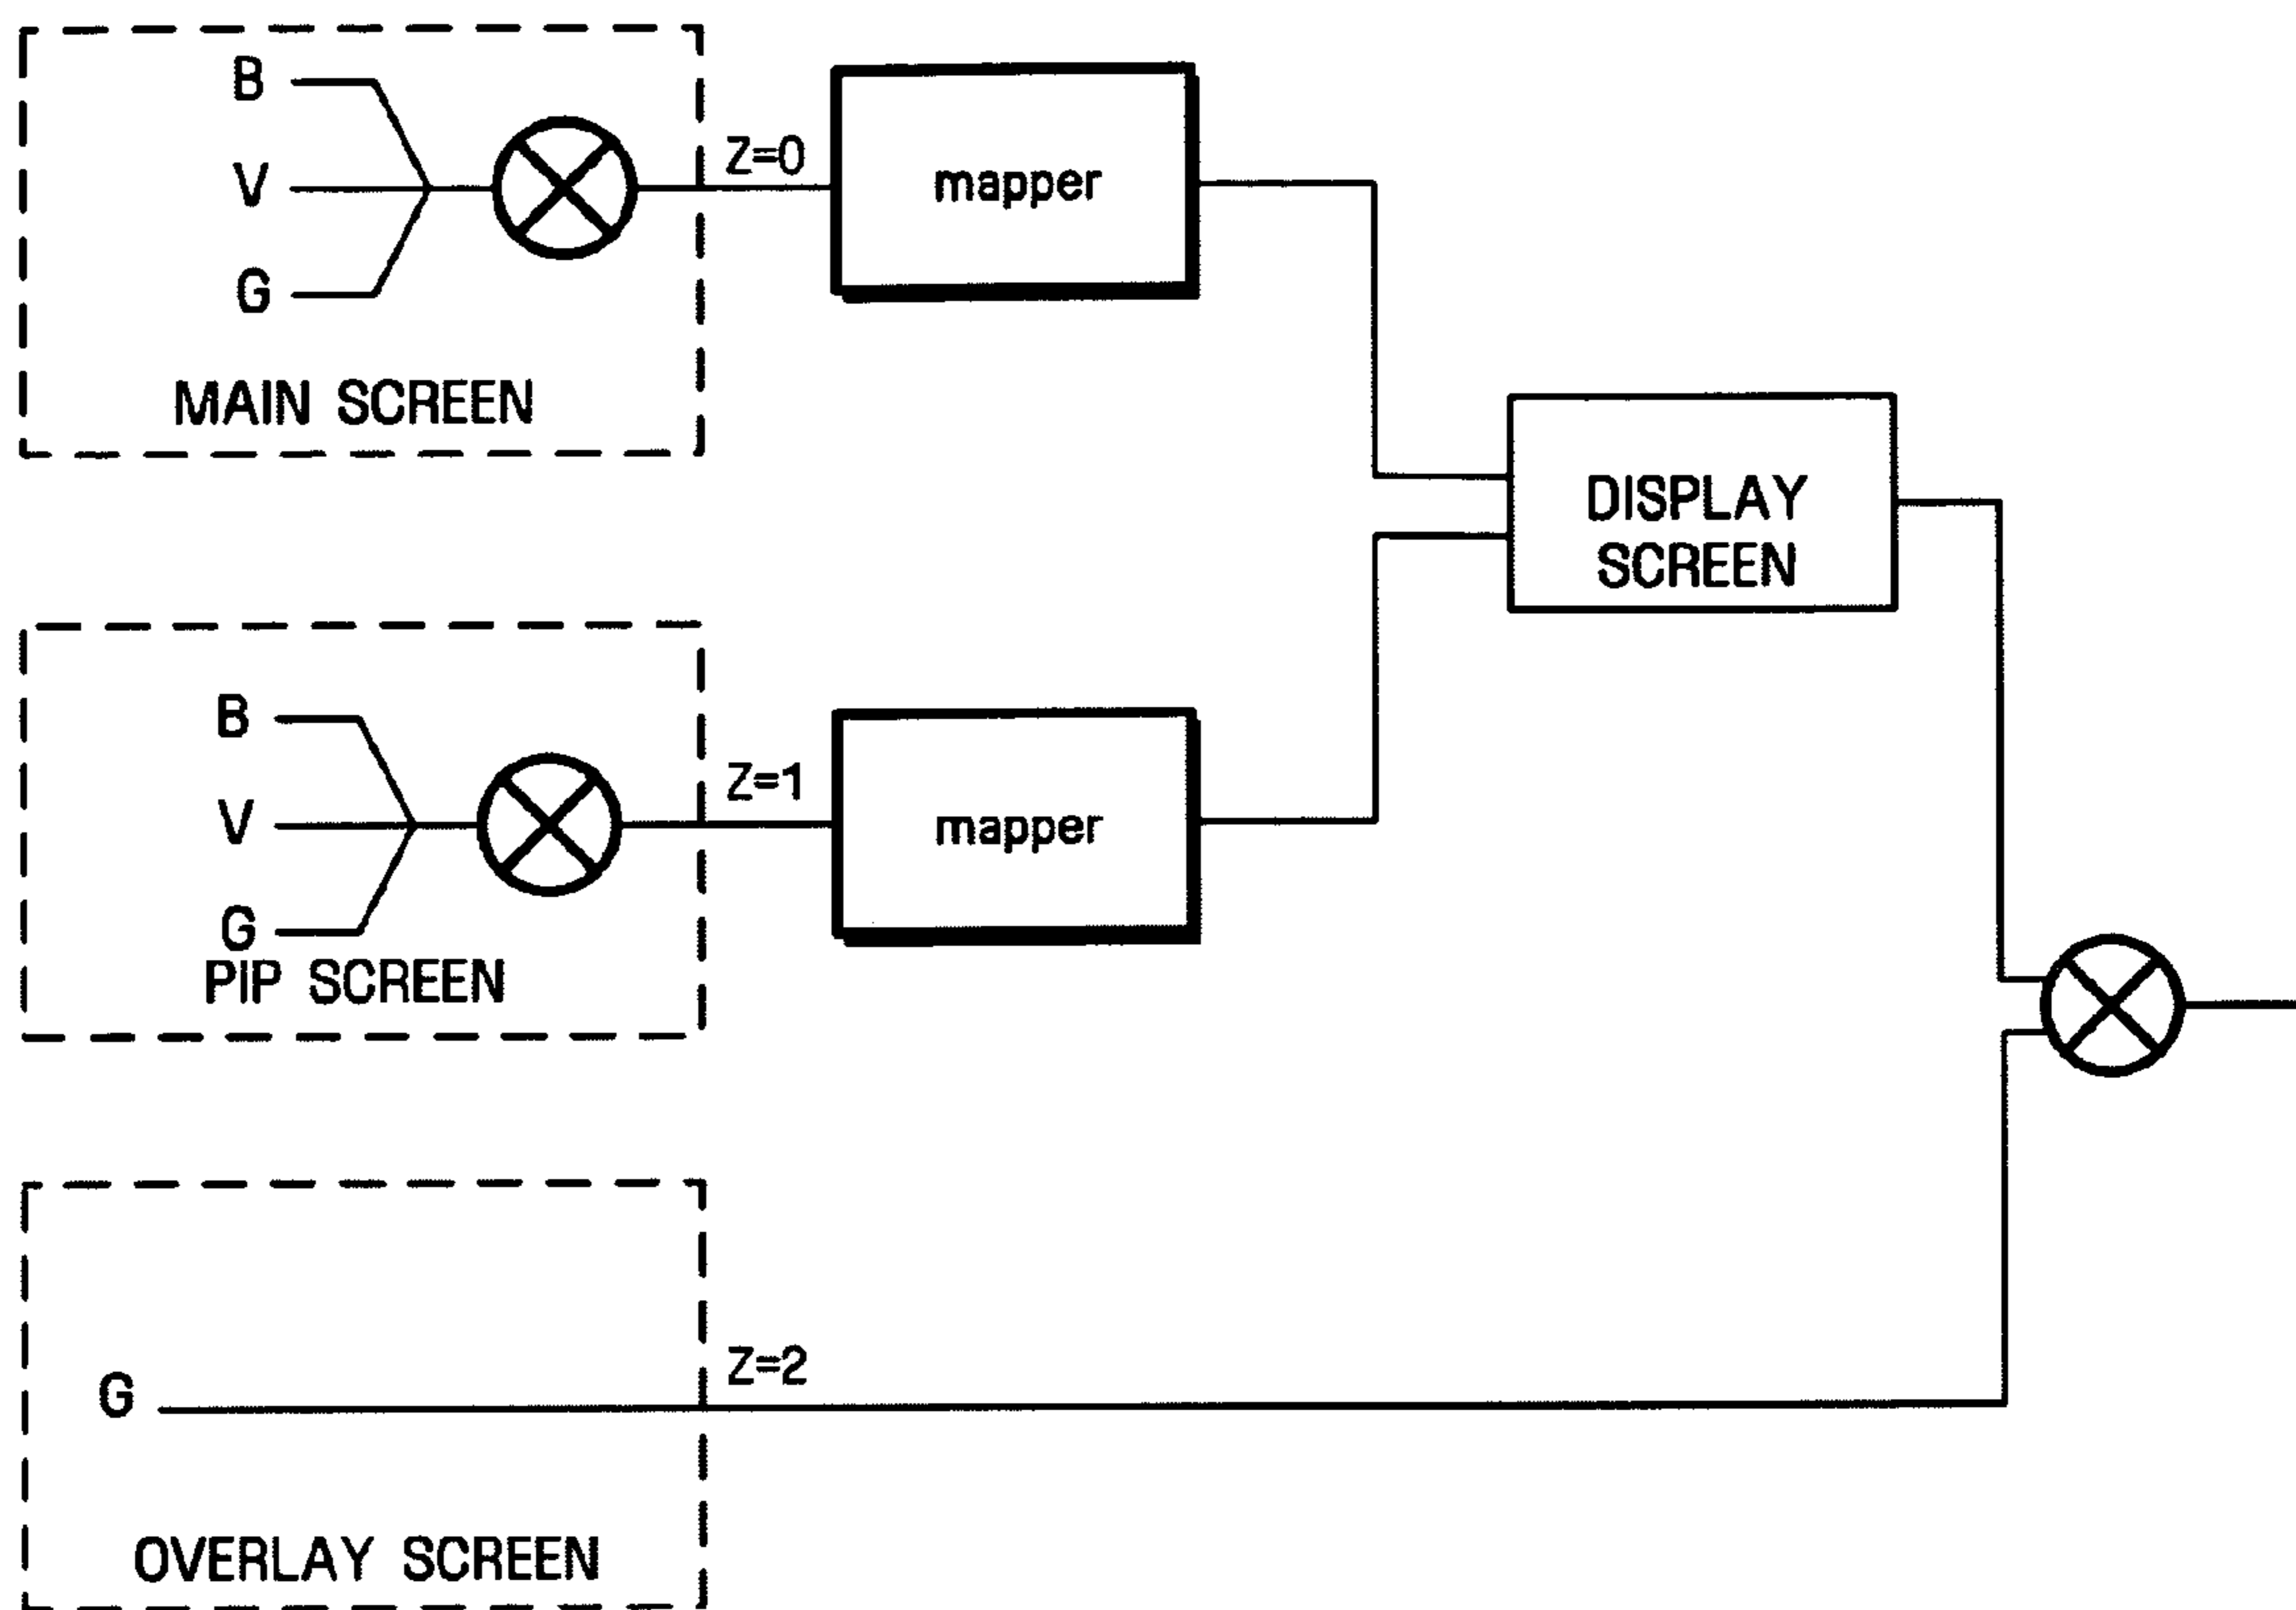 B
V
G
MAIN SCREEN
Z=0
mapper
DISPLAY
SCREEN
B
V
G
PIP SCREEN
Z=1
mapper
G
Z=2
OVERLAY SCREEN